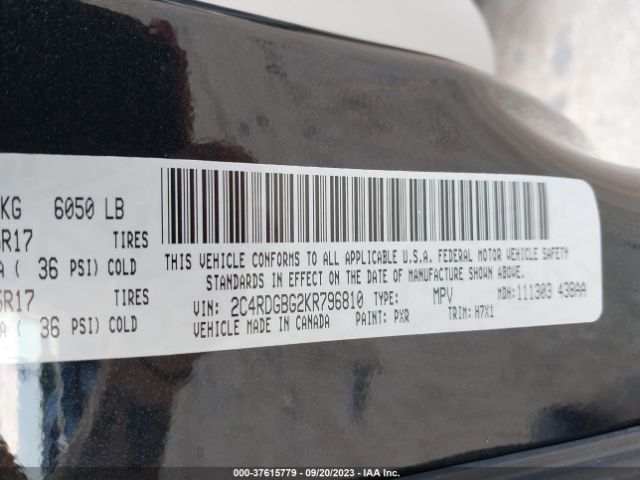 KG 6050 LB
R17 TIRES
A ( 36 PSI) COLD
5R17 TIRES
A ( 36 PSI) COLD
THIS VEHICLE CONFORMS TO ALL APPLICABLE U.S.A. FEDERAL MOTOR VEHICLE SAFETY
STANDARDS IN EFFECT ON THE DATE OF MANUFACTURE SHOWN ABOVE.
VIN: 2C4RDGBG2KR796810 TYPE: MPV MDH:111303 438AA
VEHICLE MADE IN CANADA PAINT: PXR TRIM: H7X1
000-37615779 - 09/20/2023 - IAA Inc.